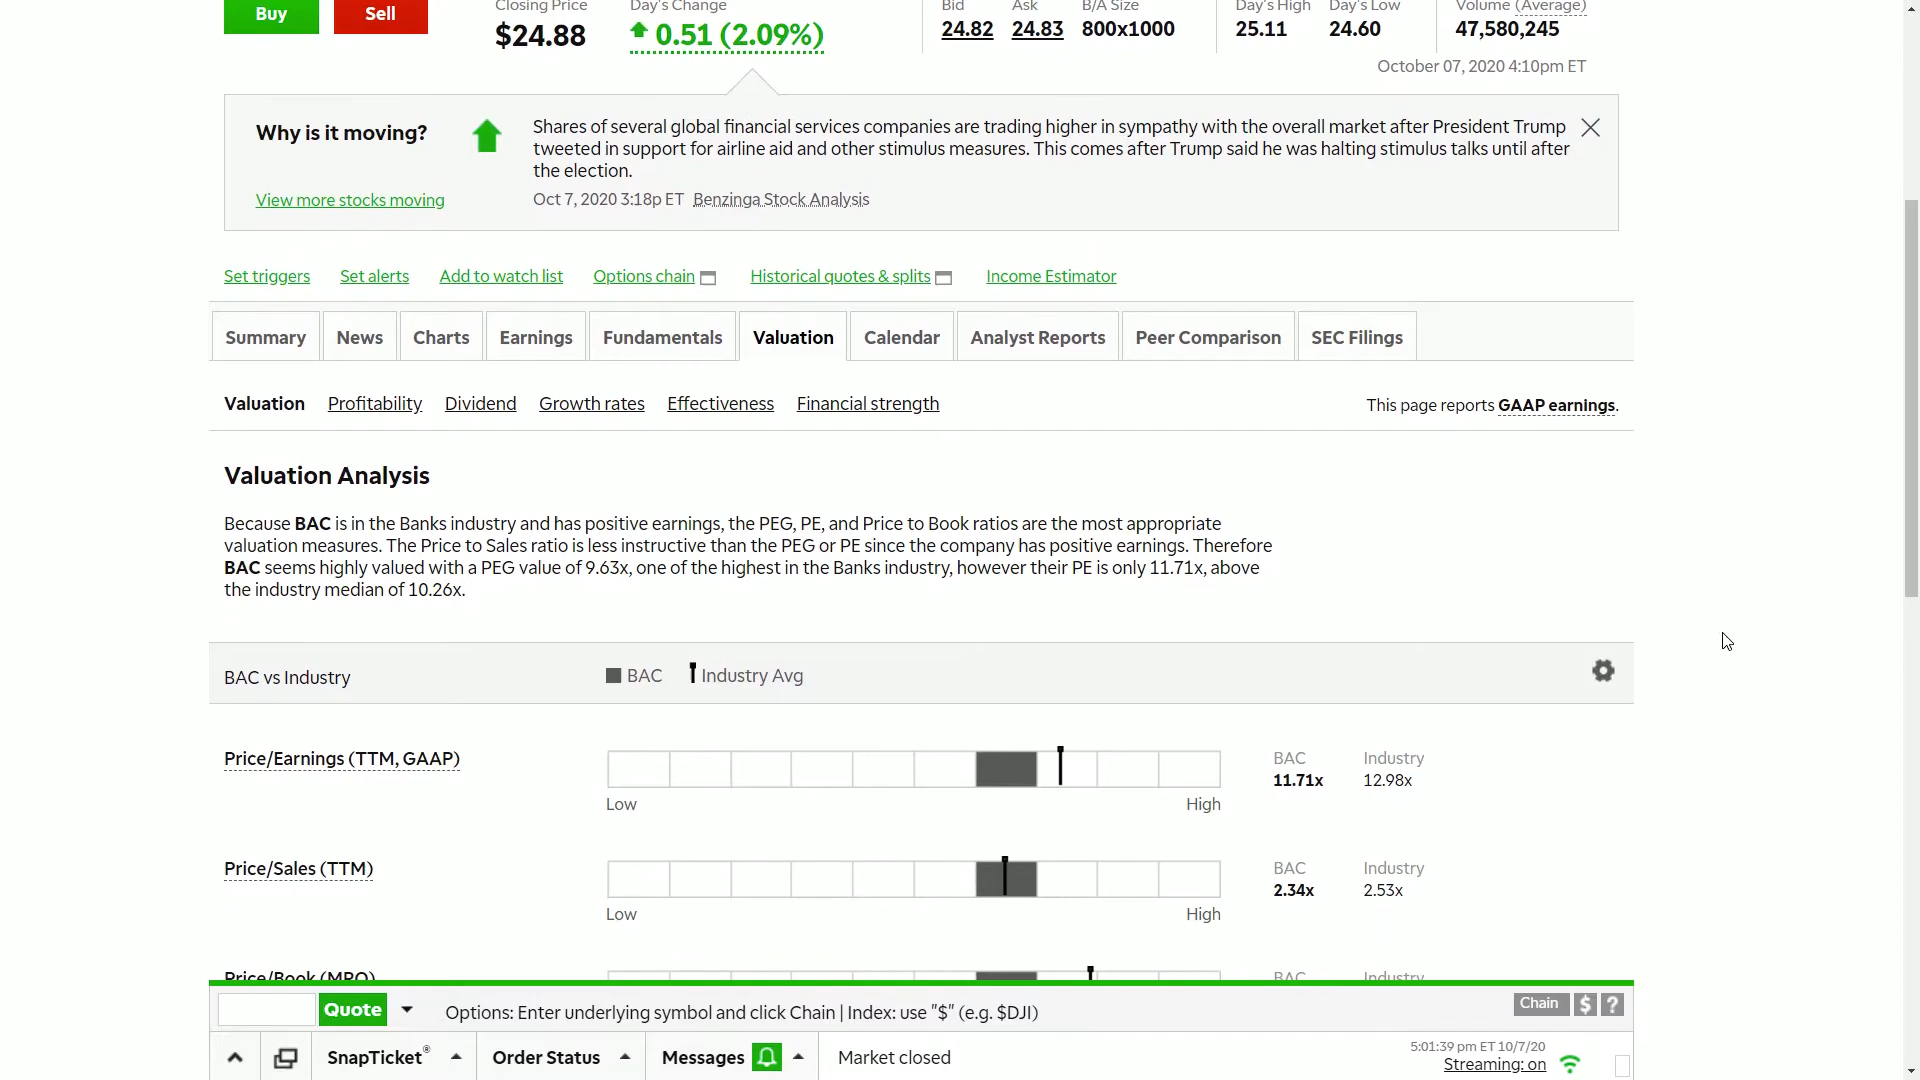 Buy
Sell
Closing Price
$24.88
Day's Change
0.51 (2.09%)
Bid
24.82
Ask
24.83
B/A Size
800x1000
Day's High
25.11
Day's Low
24.60
Volume (Average)
47,580,245
October 07, 2020 4:10pm ET
Why is it moving?
View more stocks moving
Shares of several global financial services companies are trading higher in sympathy with the overall market after President Trump
tweeted in support for airline aid and other stimulus measures. This comes after Trump said he was halting stimulus talks until after
the election.
Oct 7, 2020 3:18p ET Benzinga Stock Analysis
Set triggers
Set alerts
Add to watch list
Options chain
Historical quotes & splits
Income Estimator
Summary
News
Charts
Earnings
Fundamentals
Valuation
Calendar
Analyst Reports
Peer Comparison
SEC Filings
Valuation
Profitability
Dividend
Growth rates
Effectiveness
Financial strength
This page reports GAAP earnings.
Valuation Analysis
Because BAC is in the Banks industry and has positive earnings, the PEG, PE, and Price to Book ratios are the most appropriate
valuation measures. The Price to Sales ratio is less instructive than the PEG or PE since the company has positive earnings. Therefore
BAC seems highly valued with a PEG value of 9.63x, one of the highest in the Banks industry, however their PE is only 11.71x, above
the industry median of 10.26x.
BAC vs Industry
BAC
Industry Avg
Price/Earnings (TTM, GAAP)
Low
High
BAC
11.71x
Industry
12.98x
Price/Sales (TTM)
Low
High
BAC
2.34x
Industry
2.53x
Price/Book (MRQ)
BAC
Industry
Quote
Options: Enter underlying symbol and click Chain | Index: use "$" (e.g. $DJI)
Chain
$
?
SnapTicket®
Order Status
Messages
Market closed
5:01:39 pm ET 10/7/20
Streaming: on